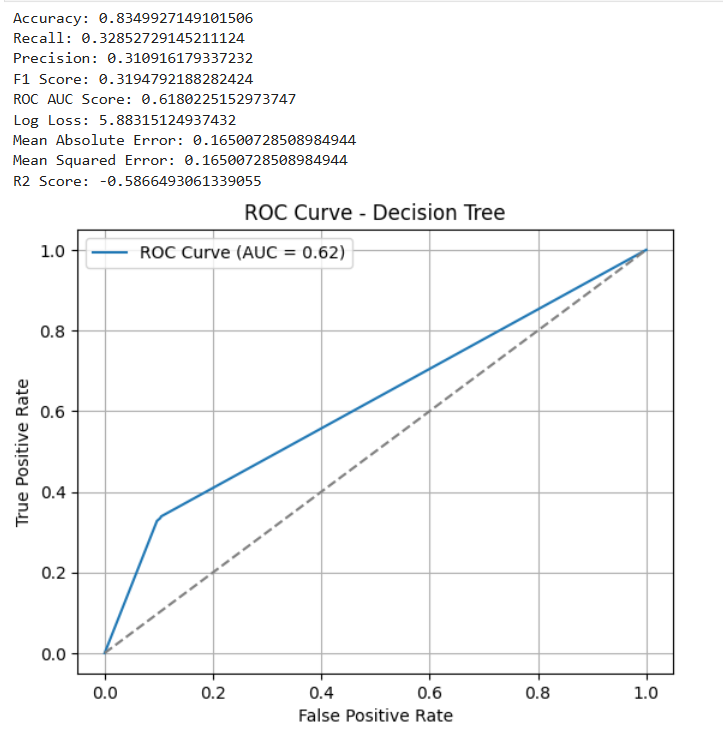 Accuracy: 0.8349927149101506
Recall: 0.32852729145211124
Precision: 0.310916179337232
F1 Score: 0.3194792188282424
ROC AUC Score: 0.6180225152973747
Log Loss: 5.88315124937432
Mean Absolute Error: 0.16500728508984944
Mean Squared Error: 0.16500728508984944
R2 Score: -0.5866493061339055
ROC Curve - Decision Tree
ROC Curve (AUC = 0.62)
1.0
0.8
0.6
0.4
0.2
0.0
True Positive Rate
0.0 0.2 0.4 0.6 0.8 1.0
False Positive Rate